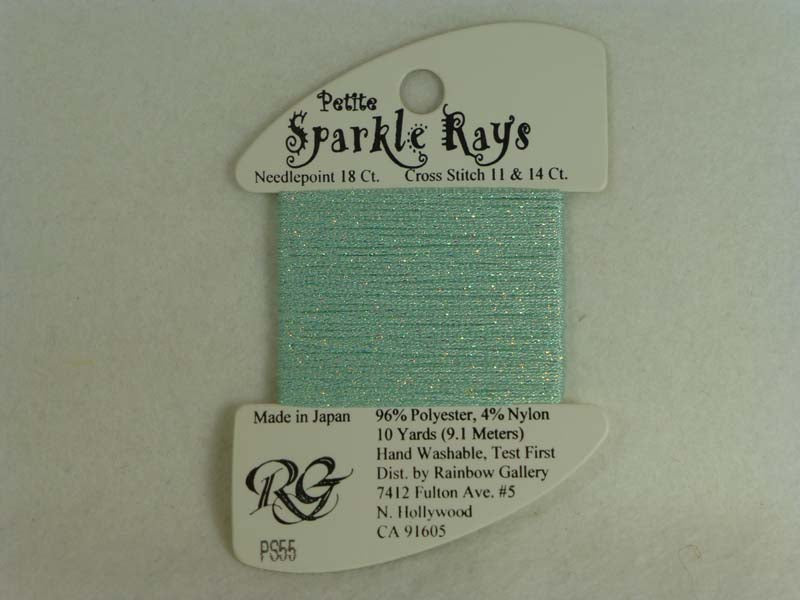 Petite
Sparkle Rays
Needlepoint 18 Ct. Cross Stitch 11 & 14 Ct.
Made in Japan
RG
PS55
96% Polyester, 4% Nylon
10 Yards (9.1 Meters)
Hand Washable, Test First
Dist. by Rainbow Gallery
7412 Fulton Ave. #5
N. Hollywood
CA 91605